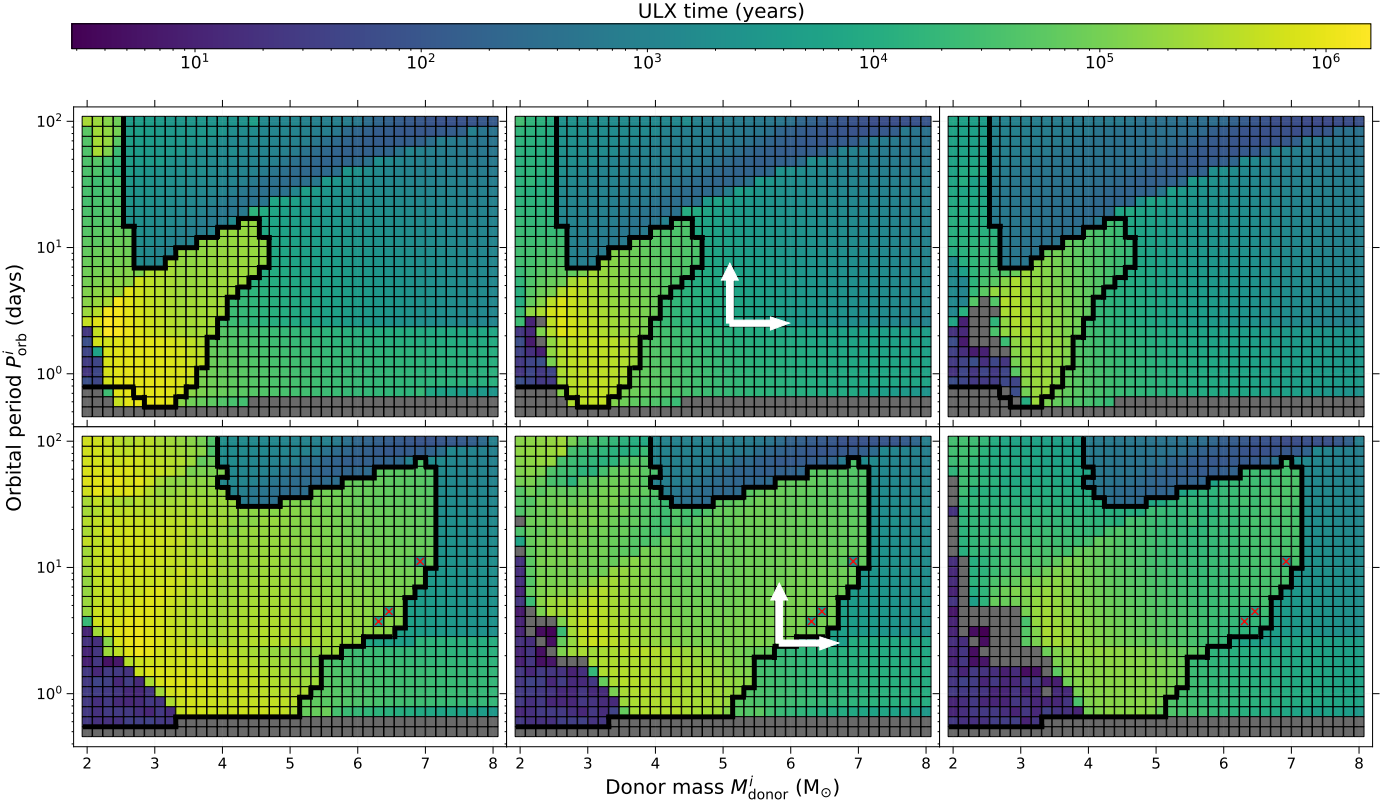 ULX time (years)
10¹ 10² 10³ 10⁴ 10⁵ 10⁶
Orbital period Pⁱorb (days)
10² 10¹ 10⁰
10² 10¹ 10⁰
2 3 4 5 6 7 8 2 3 4 5 6 7 8 2 3 4 5 6 7 8
Donor mass Mⁱdonor (M⊙)